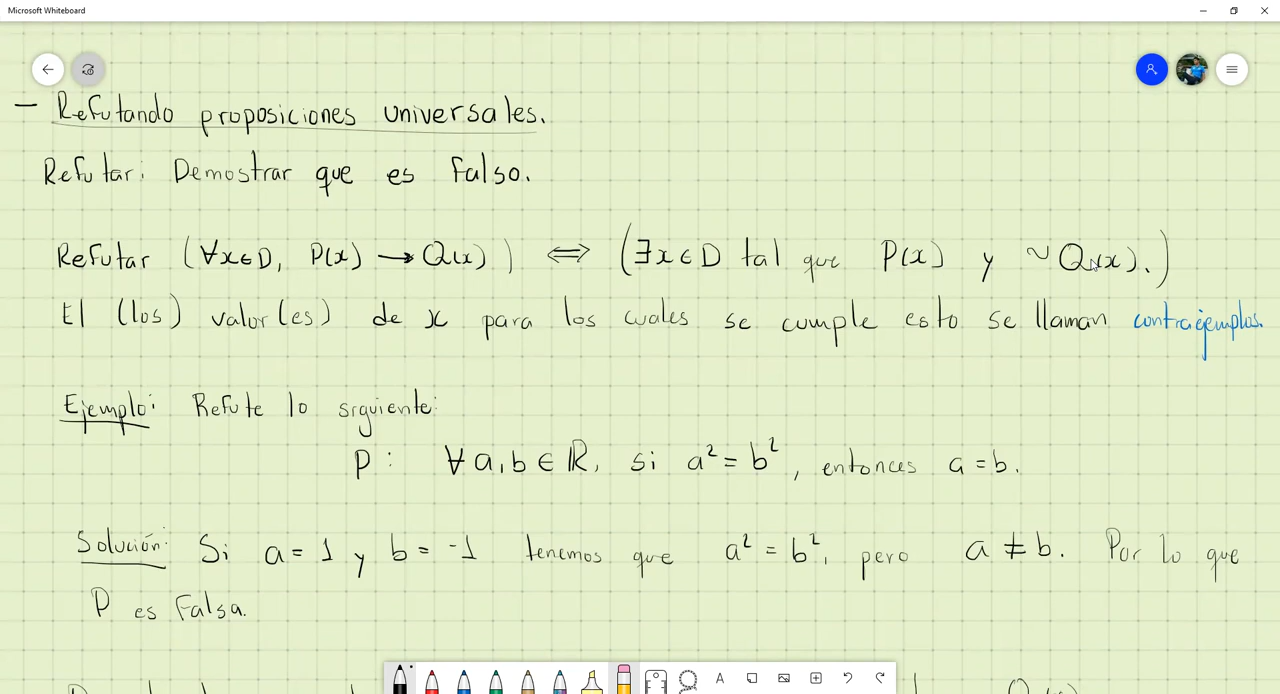 Microsoft Whiteboard
- Refutando proposiciones universales.
Refutar: Demostrar que es Falso.
Refutar (∀x∈D, P(x) → Q(x)) ⟺ (∃x∈D tal que P(x) y ~Q(x).)
El (los) valor(es) de x para los cuales se cumple esto se llaman contraejemplos.
Ejemplo: Refute lo siguiente:
P: ∀a,b∈ℝ, si a² = b², entonces a = b.
Solución: Si a = 1 y b = -1 tenemos que a² = b², pero a ≠ b. Por lo que
P es Falsa.